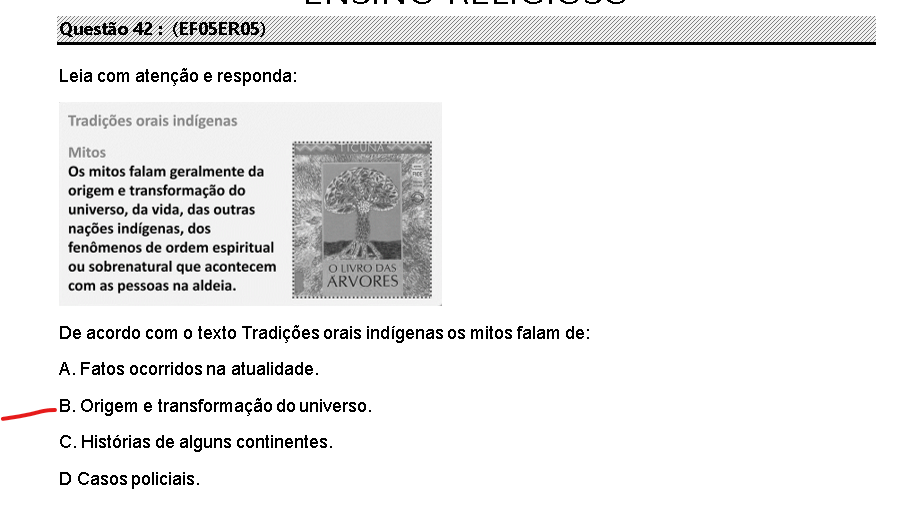 ENSINO RELIGIOSO
Questão 42 : (EF05ER05)
Leia com atenção e responda:
Tradições orais indígenas
Mitos
Os mitos falam geralmente da
origem e transformação do
universo, da vida, das outras
nações indígenas, dos
fenômenos de ordem espiritual
ou sobrenatural que acontecem
com as pessoas na aldeia.
TICUNA
O LIVRO DAS
ÁRVORES
De acordo com o texto Tradições orais indígenas os mitos falam de:
A. Fatos ocorridos na atualidade.
B. Origem e transformação do universo.
C. Histórias de alguns continentes.
D Casos policiais.